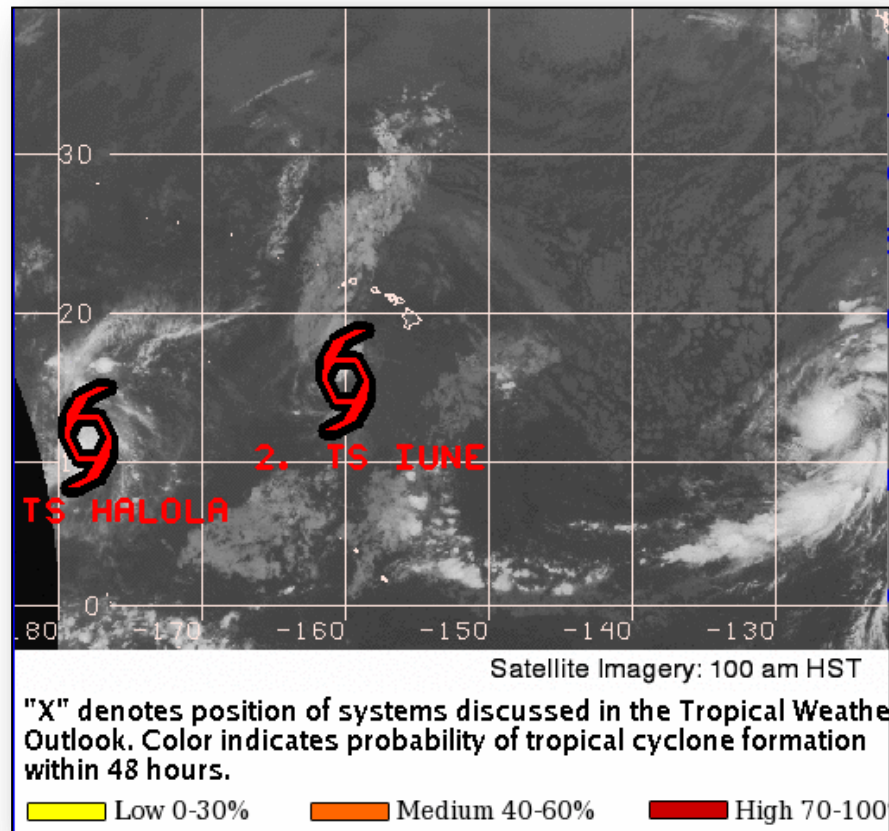 30
20
2. TS IUNE
TS HALOLA
0
-170 -160 -150 -140 -130
Satellite Imagery: 100 am HST
"X" denotes position of systems discussed in the Tropical Weathe
Outlook. Color indicates probability of tropical cyclone formation
within 48 hours.
Low 0-30% Medium 40-60% High 70-100